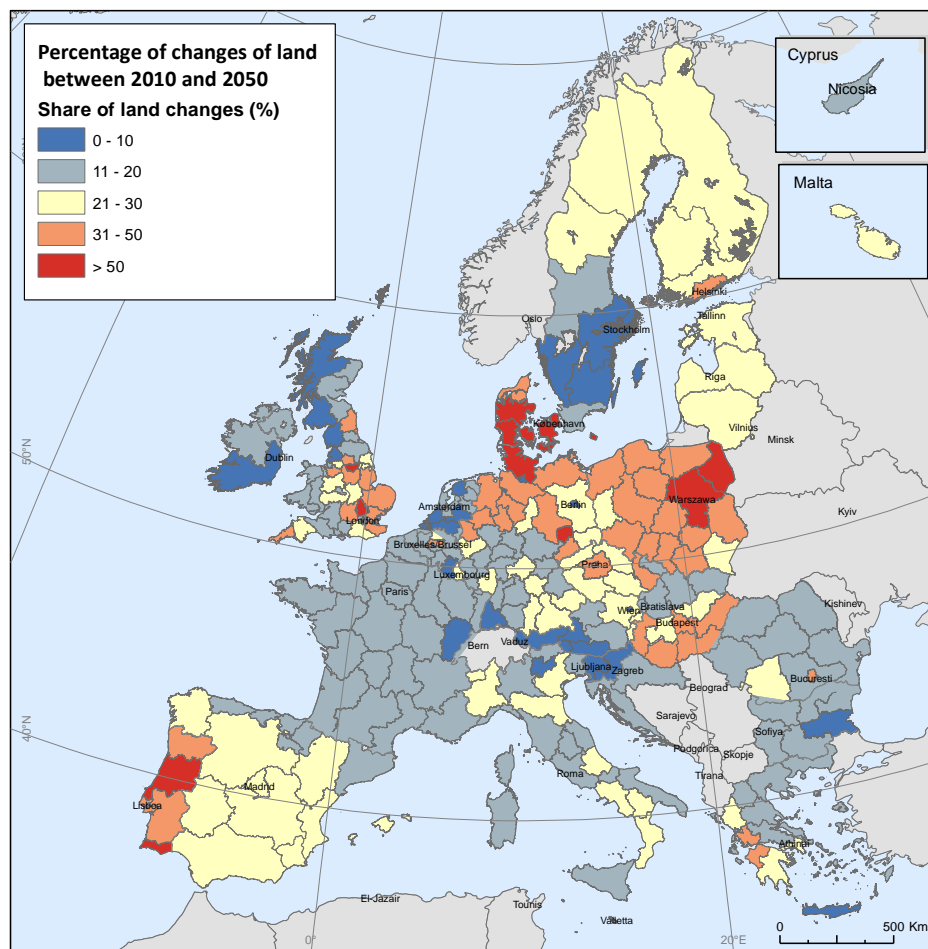 Percentage of changes of land
between 2010 and 2050
Share of land changes (%)
0 - 10
11 - 20
21 - 30
31 - 50
> 50
Cyprus
Nicosia
Malta
Helsinki
Oslo
Tallinn
Stockholm
Riga
København
Vilnius
Minsk
Dublin
50°N
Berlin
Warszawa
Amsterdam
London
Kyiv
Bruxelles/Brussel
Praha
Luxembourg
Paris
Wien
Bratislava
Kishinev
Budapest
Vaduz
Bern
Ljubljana
Zagreb
Beograd
Bucuresti
40°N
Sarajevo
Sofiya
Podgorica
Skopje
Roma
Tirana
Madrid
Lisboa
Athinai
El-Jazair
Tounis
Valletta
0°
20°E
0
500 Km